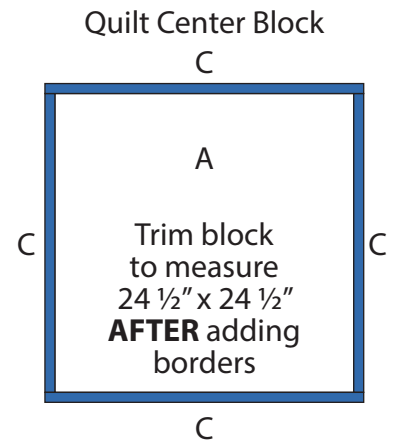 Quilt Center Block
C
A
C
C
Trim block
to measure
24 ½” x 24 ½”
AFTER adding
borders
C